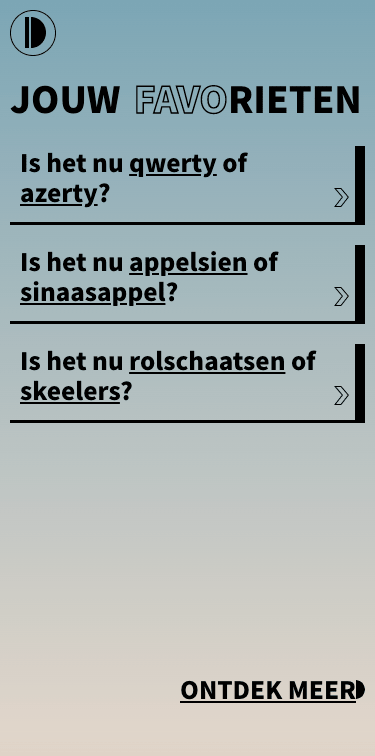 JOUW FAVORIETEN
Is het nu qwerty of
azerty?
Is het nu appelsien of
sinaasappel?
Is het nu rolschaatsen of
skeelers?
ONTDEK MEER